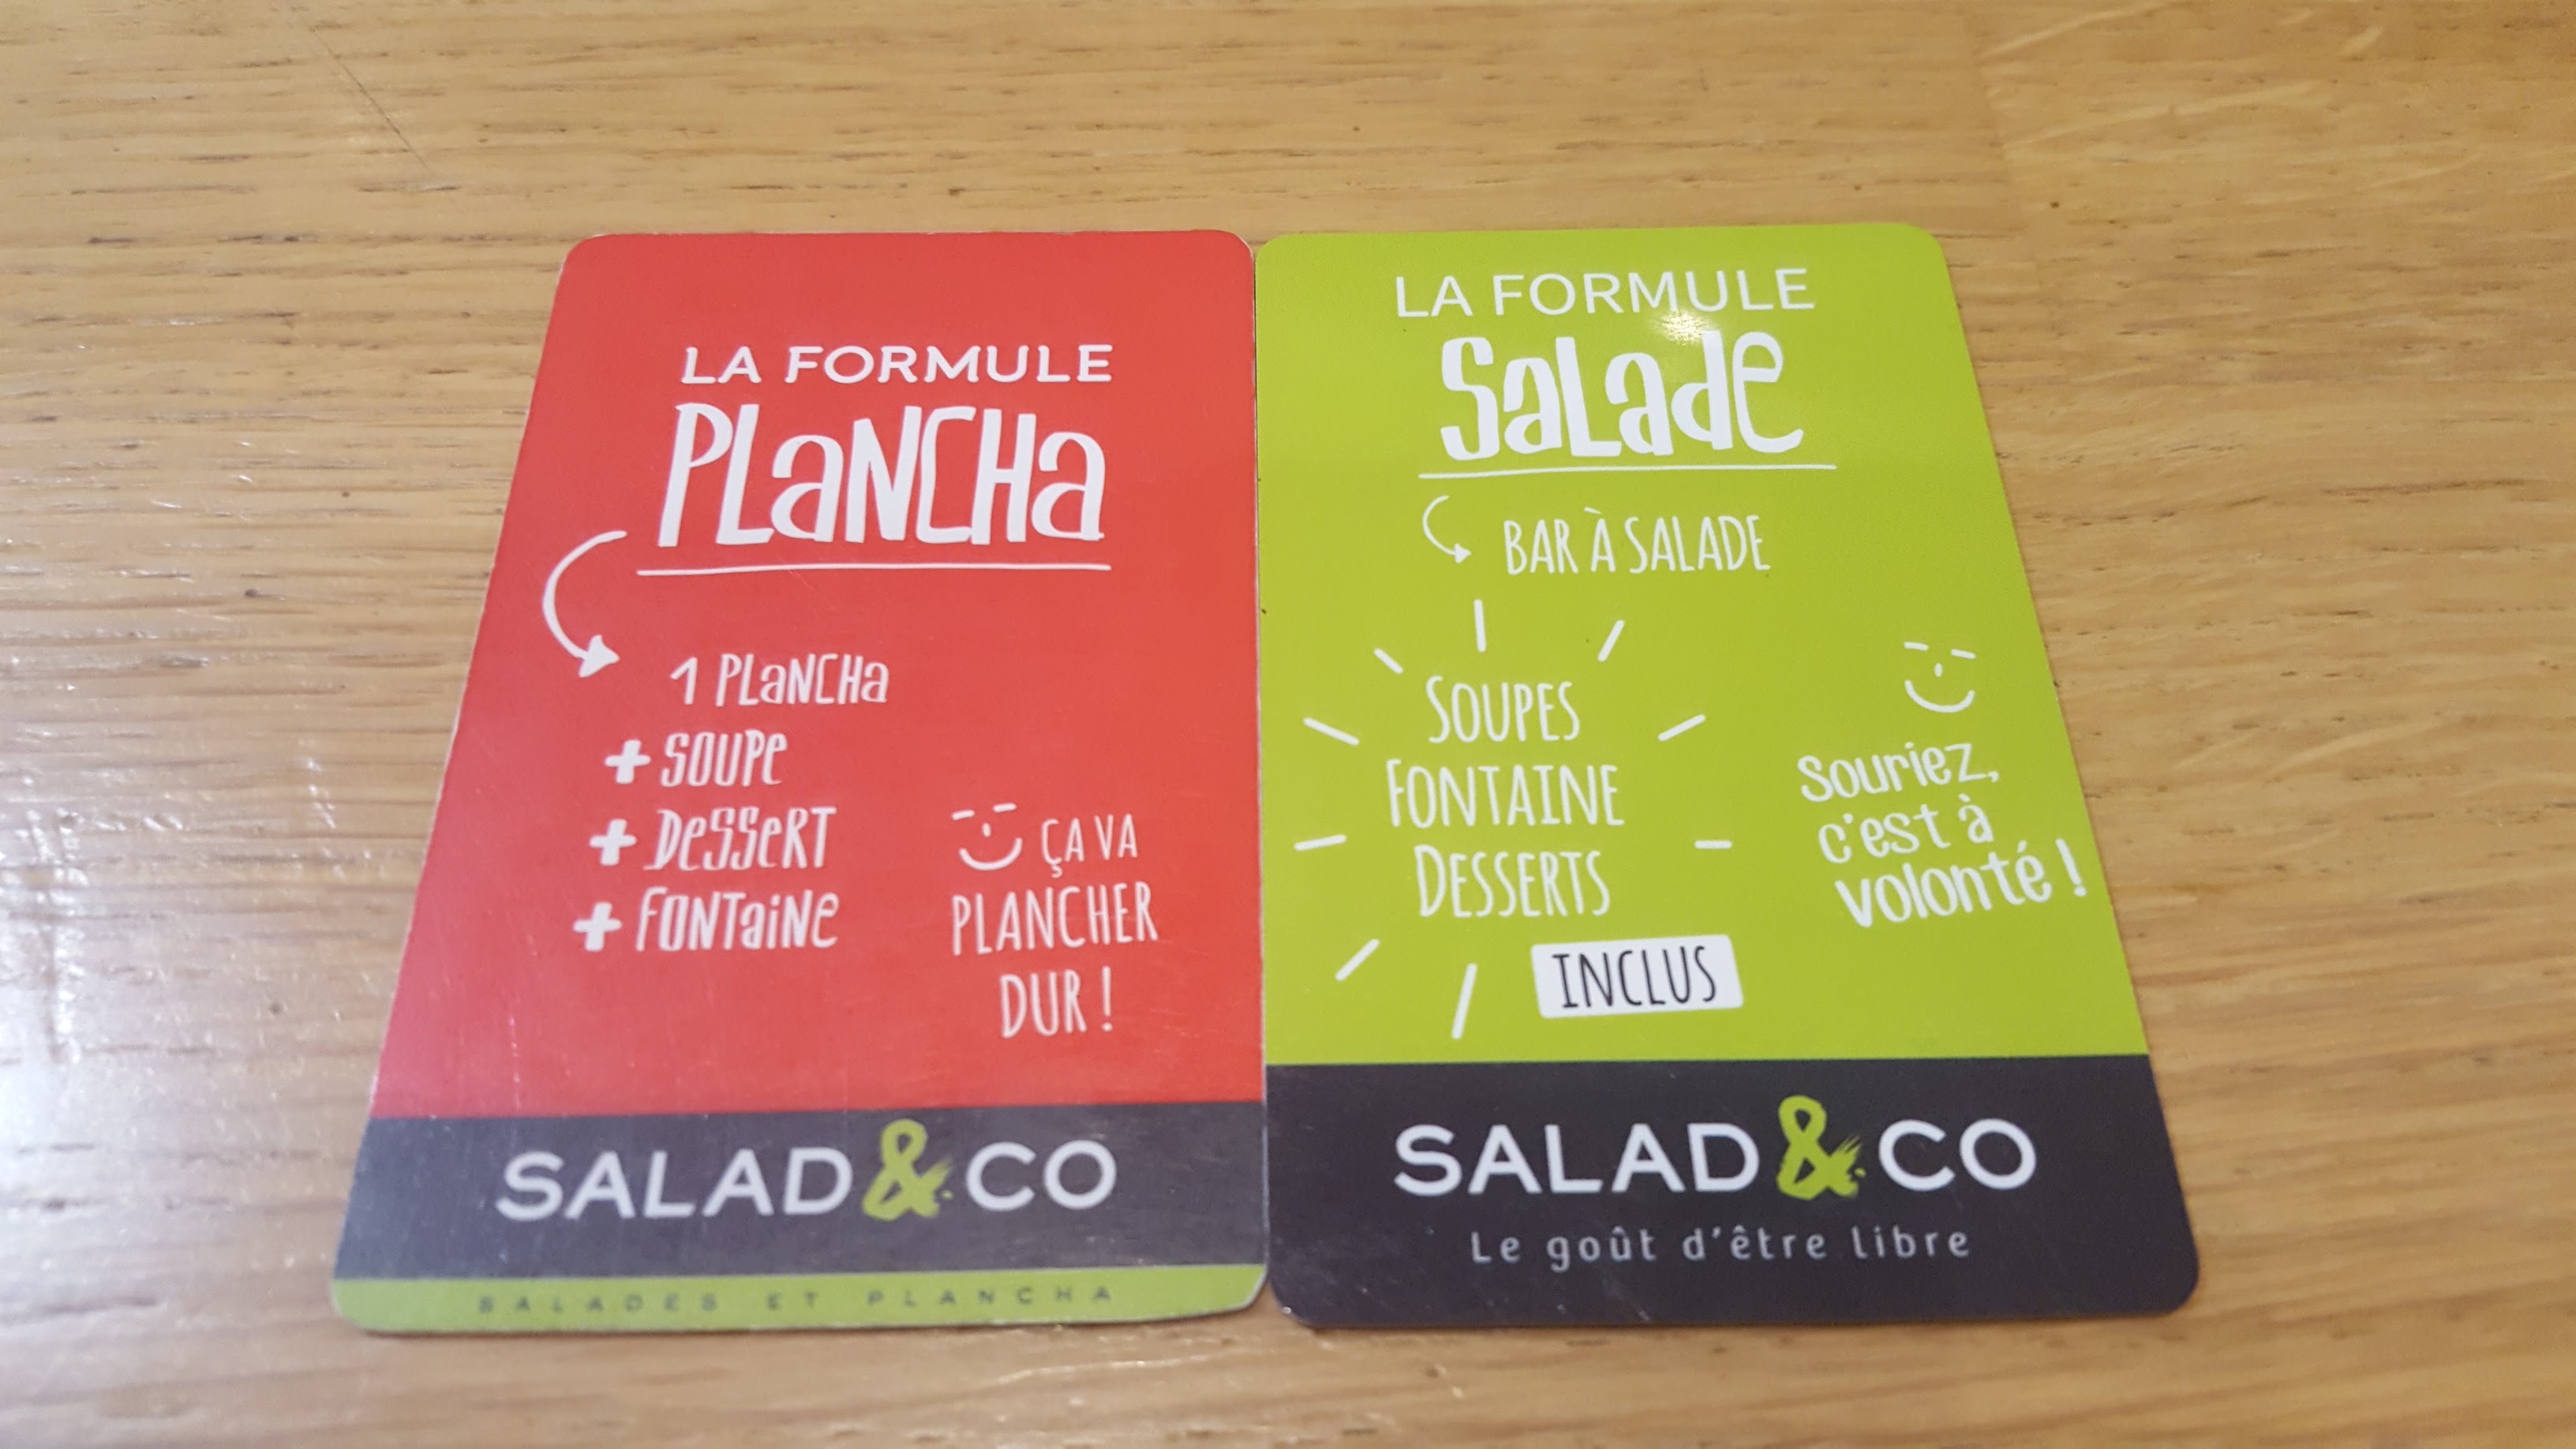 LA FORMULE
PLaNCHa
1 PLaNCHa
+ SOUPe
+ DeSSeRT
+ FONTaiNe
ÇA VA
PLANCHER
DUR !
SALAD&CO
SALADES ET PLANCHA
LA FORMULE
SaLade
BAR À SALADE
SOUPES
FONTAINE
DESSERTS
INCLUS
Souriez,
c'est à
volonté !
SALAD&CO
Le goût d'être libre